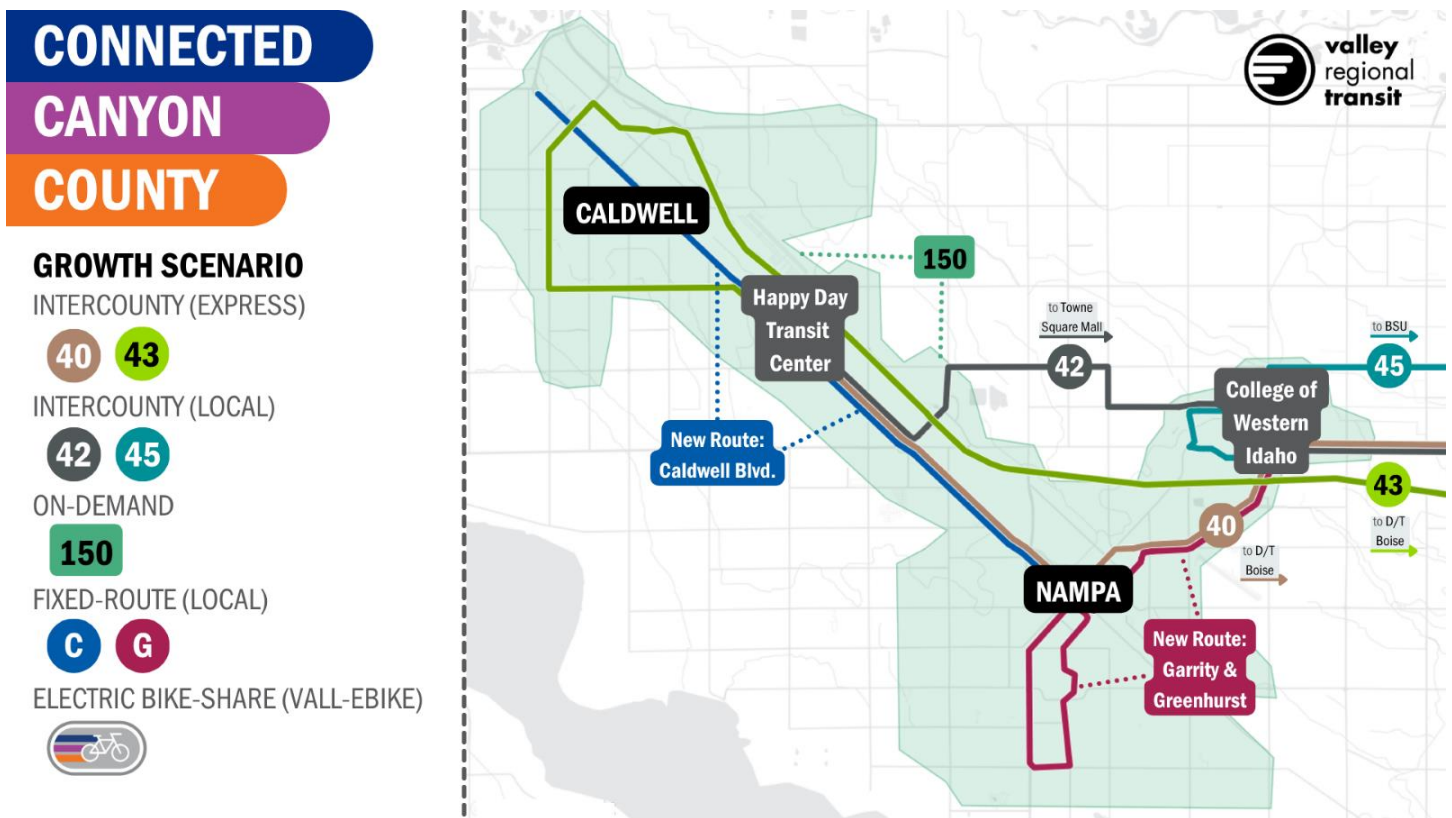 CONNECTED
CANYON
COUNTY
GROWTH SCENARIO
INTERCOUNTY (EXPRESS)
40 43
INTERCOUNTY (LOCAL)
42 45
ON-DEMAND
150
FIXED-ROUTE (LOCAL)
C G
ELECTRIC BIKE-SHARE (VALL-EBIKE)
valley
regional
transit
CALDWELL
150
Happy Day
Transit
Center
to Towne
Square Mall
42
to BSU
45
College of
Western
Idaho
New Route:
Caldwell Blvd.
43
to D/T
Boise
40
to D/T
Boise
NAMPA
New Route:
Garrity &
Greenhurst